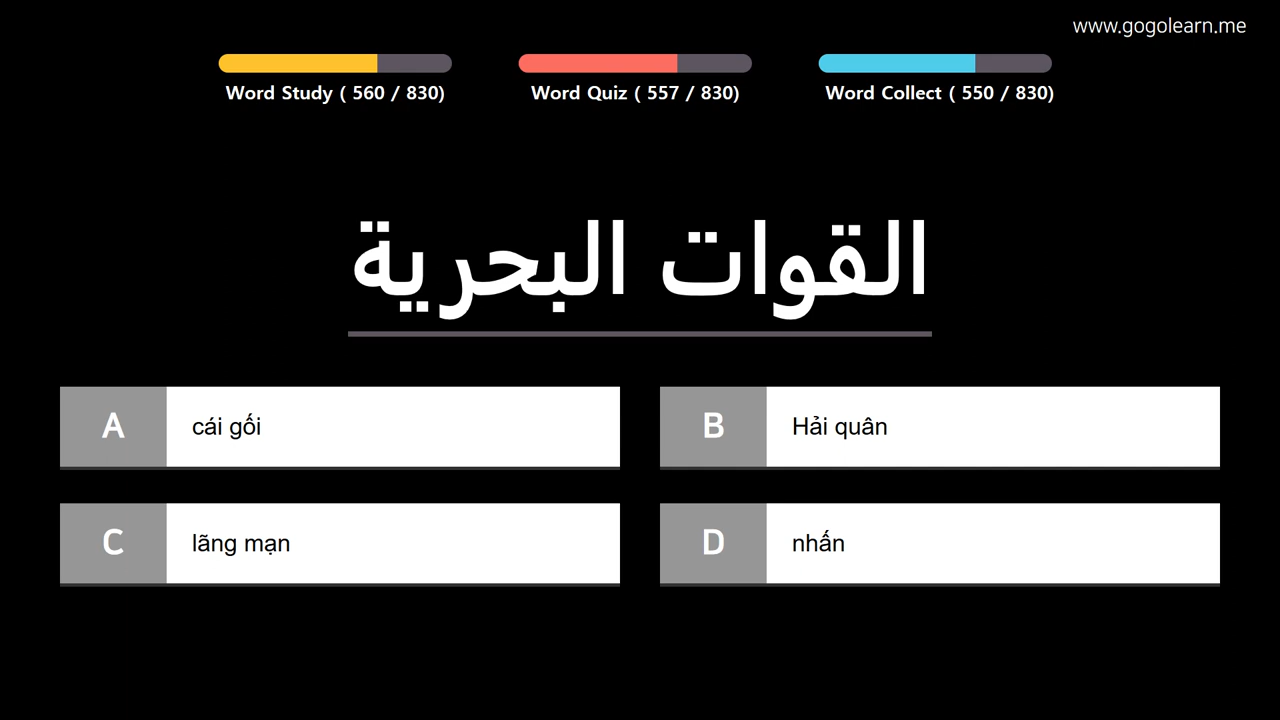 www.gogolearn.me
Word Study ( 560 / 830)
Word Quiz ( 557 / 830)
Word Collect ( 550 / 830)
القوات البحرية
A
cái gối
B
Hải quân
C
lãng mạn
D
nhấn